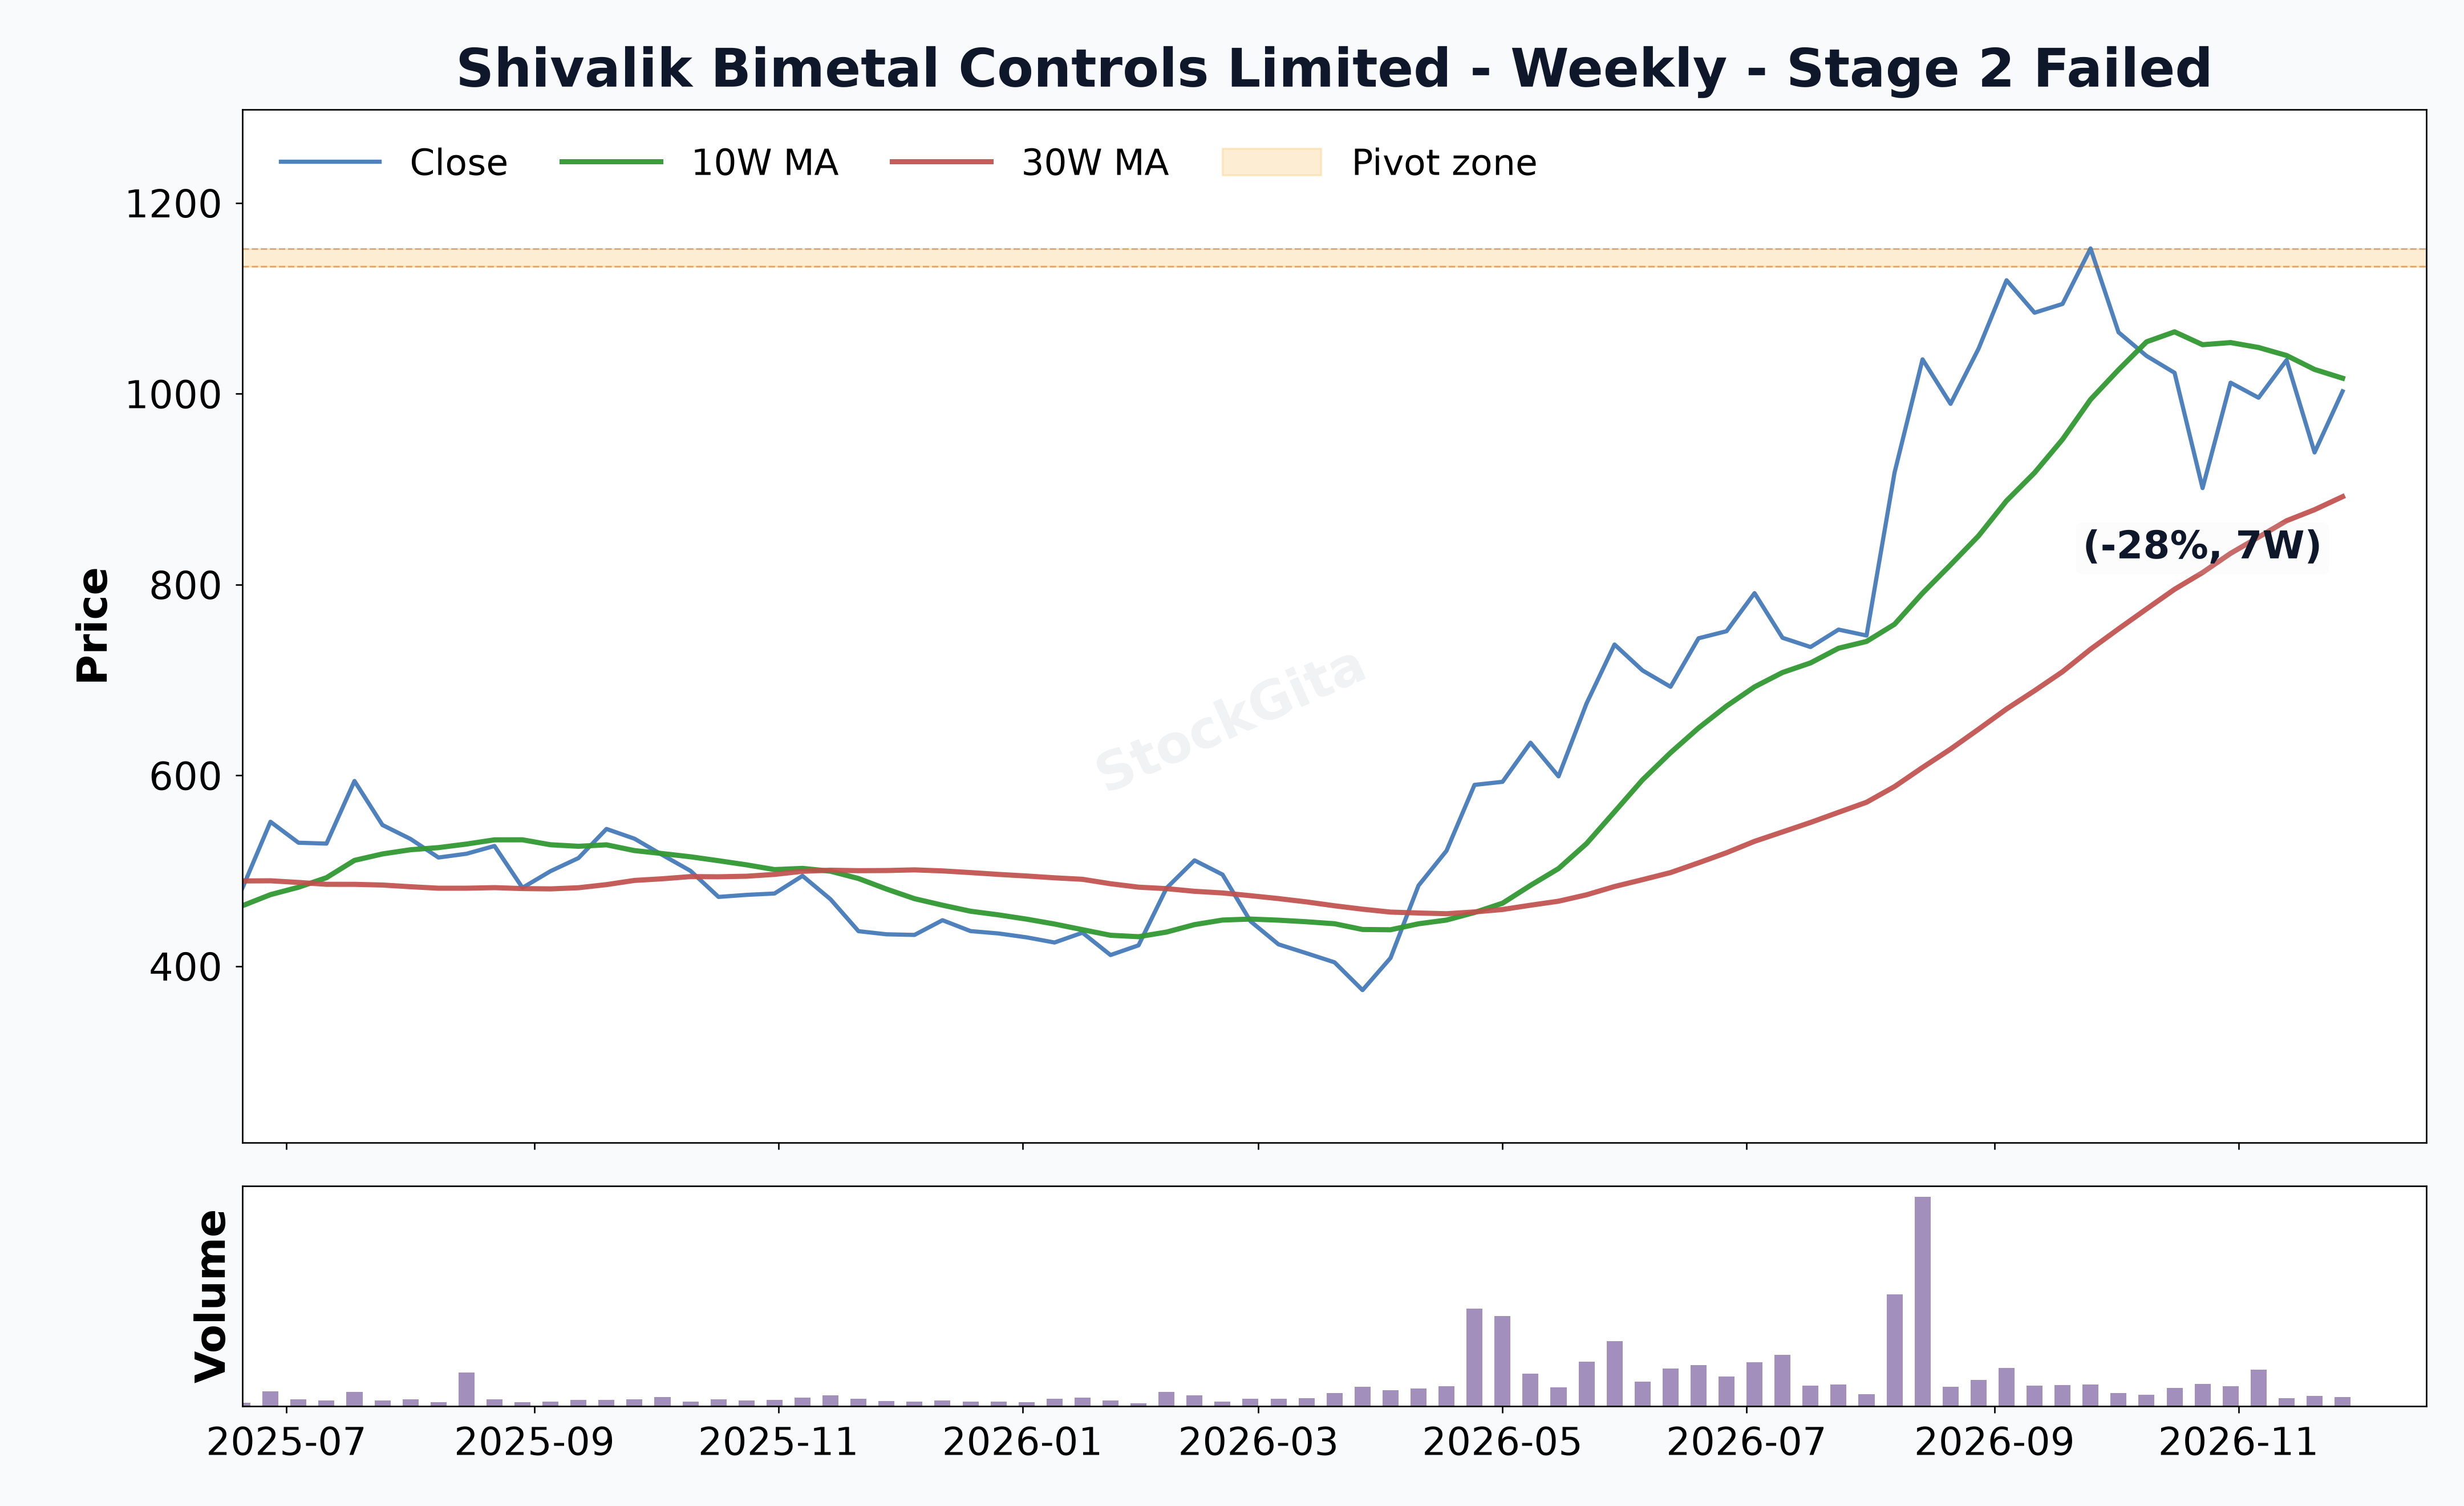 Shivalik Bimetal Controls Limited - Weekly - Stage 2 Failed
Close 10W MA 30W MA Pivot zone
1200
1000
800
600
400
Price
(-28%, 7W)
StockGita
Volume
2025-07 2025-09 2025-11 2026-01 2026-03 2026-05 2026-07 2026-09 2026-11